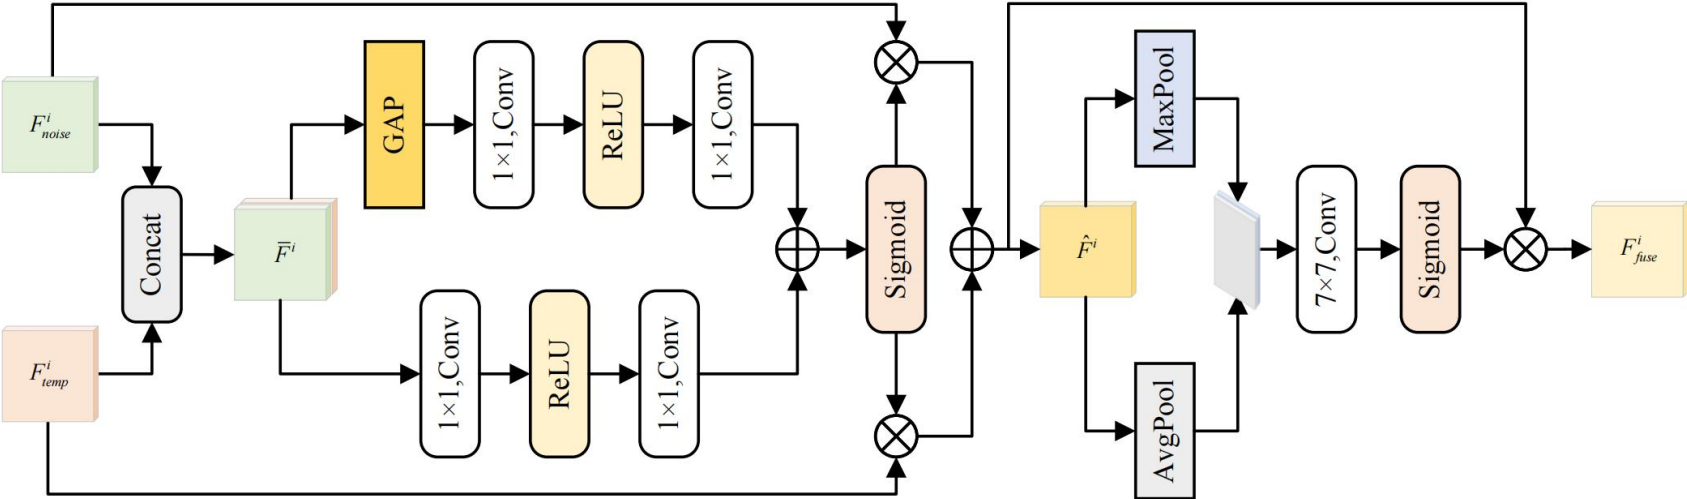 F^i_noise
F^i_temp
Concat
F̄^i
GAP
1×1,Conv
ReLU
1×1,Conv
1×1,Conv
ReLU
1×1,Conv
Sigmoid
F̂^i
MaxPool
AvgPool
7×7,Conv
Sigmoid
F^i_fuse